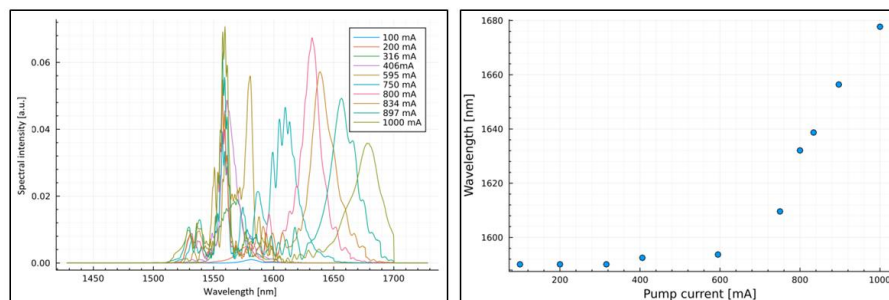 0.06
0.04
0.02
0.00
Spectral intensity [a.u.]
1450
1500
1550
1600
1650
1700
Wavelength [nm]
100 mA
200 mA
316 mA
406mA
595 mA
750 mA
800 mA
834 mA
897 mA
1000 mA
1680
1660
1640
1620
1600
Wavelength [nm]
200
400
600
800
1000
Pump current [mA]